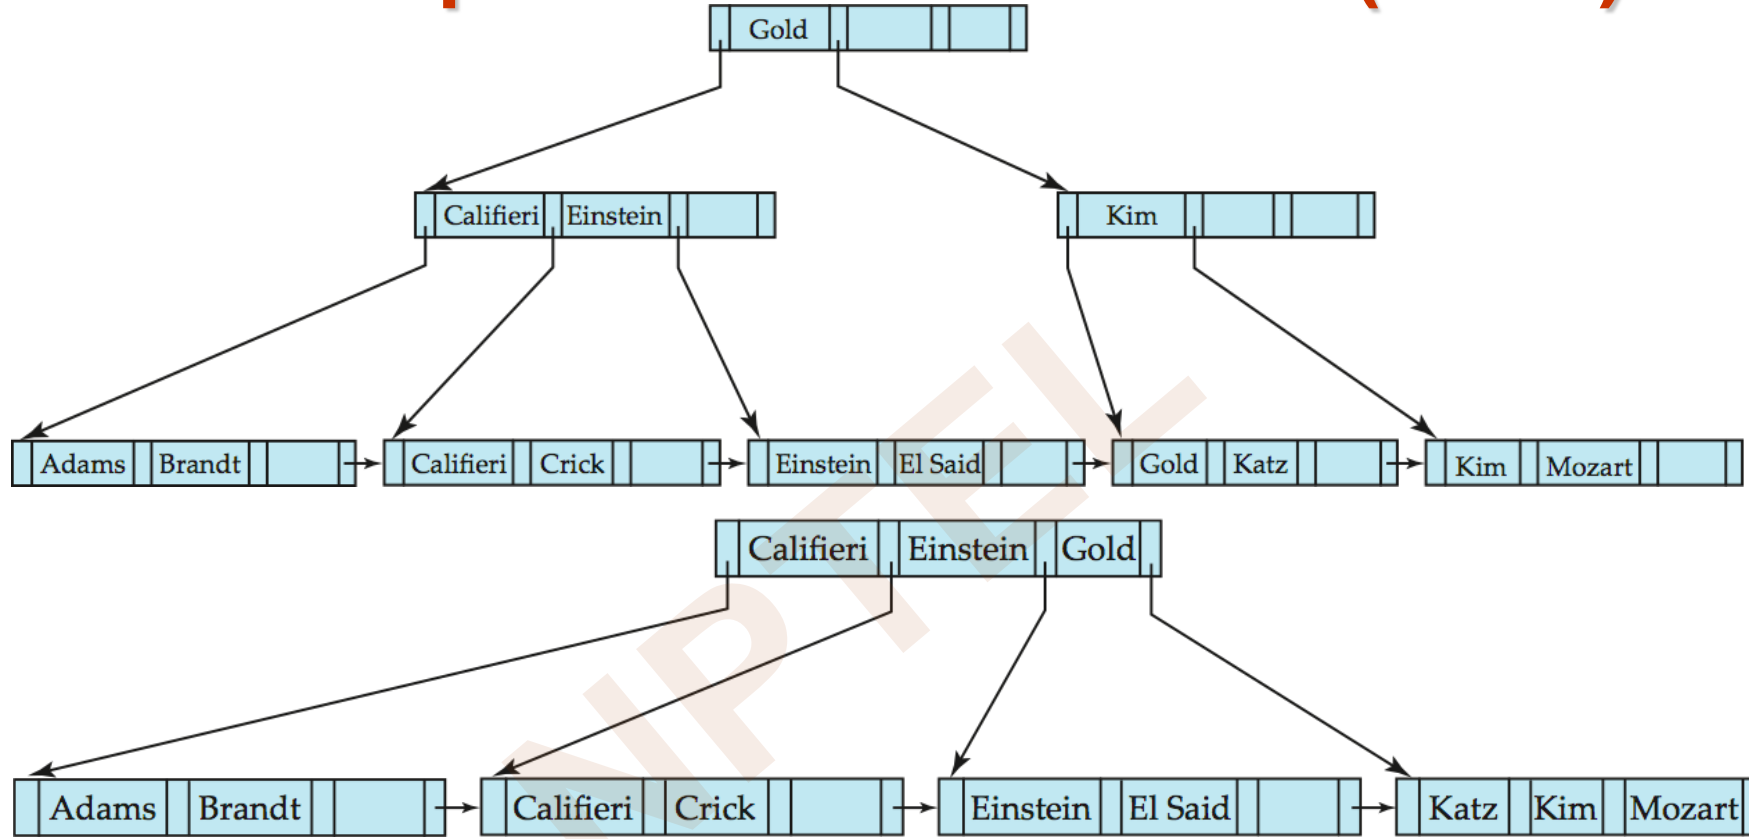 Gold
Califieri Einstein
Kim
Adams Brandt
Califieri Crick
Einstein El Said
Gold Katz
Kim Mozart
Califieri Einstein Gold
Adams Brandt
Califieri Crick
Einstein El Said
Katz Kim Mozart
NPTEL